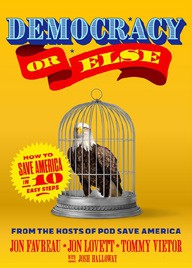 DEMOCRACY
OR ELSE
HOW TO
SAVE AMERICA
IN 10
EASY STEPS
FROM THE HOSTS OF POD SAVE AMERICA
JON FAVREAU ★ JON LOVETT ★ TOMMY VIETOR
WITH JOSH HALLOWAY